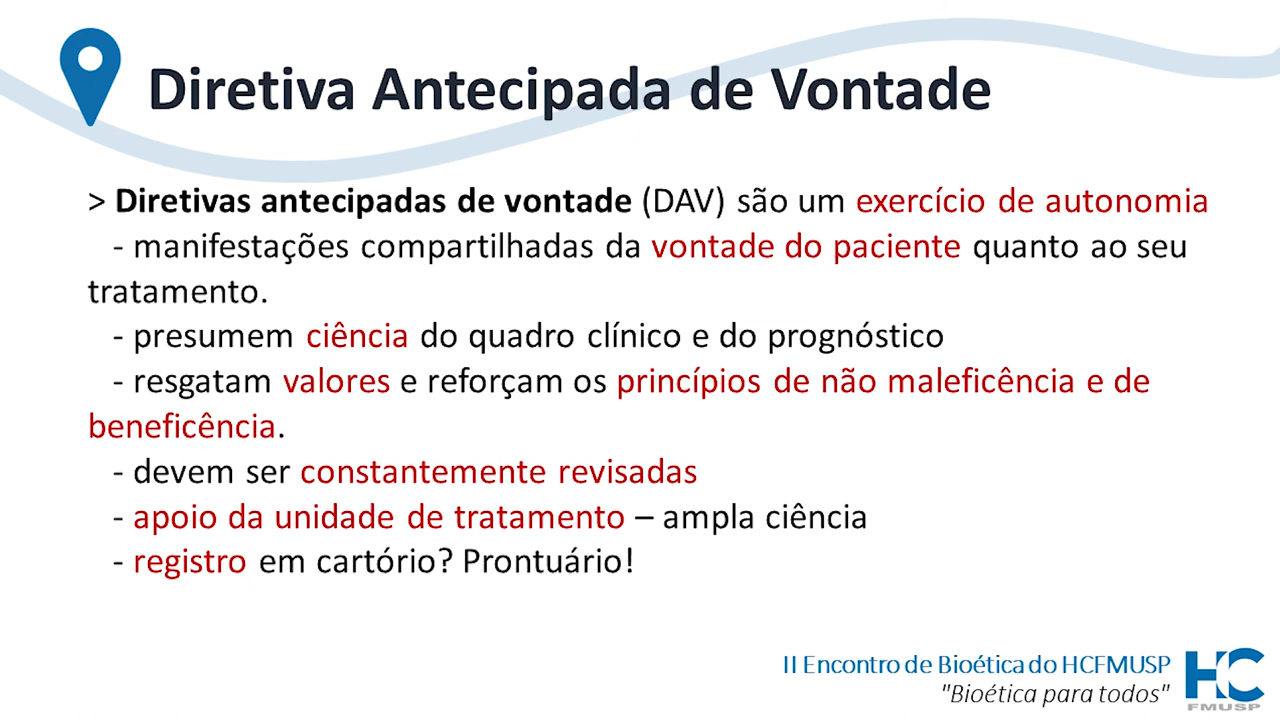 Diretiva Antecipada de Vontade
> Diretivas antecipadas de vontade (DAV) são um exercício de autonomia
- manifestações compartilhadas da vontade do paciente quanto ao seu
tratamento.
- presumem ciência do quadro clínico e do prognóstico
- resgatam valores e reforçam os princípios de não maleficência e de
beneficência.
- devem ser constantemente revisadas
- apoio da unidade de tratamento – ampla ciência
- registro em cartório? Prontuário!
II Encontro de Bioética do HCFMUSP
"Bioética para todos"
HC
FMUSP